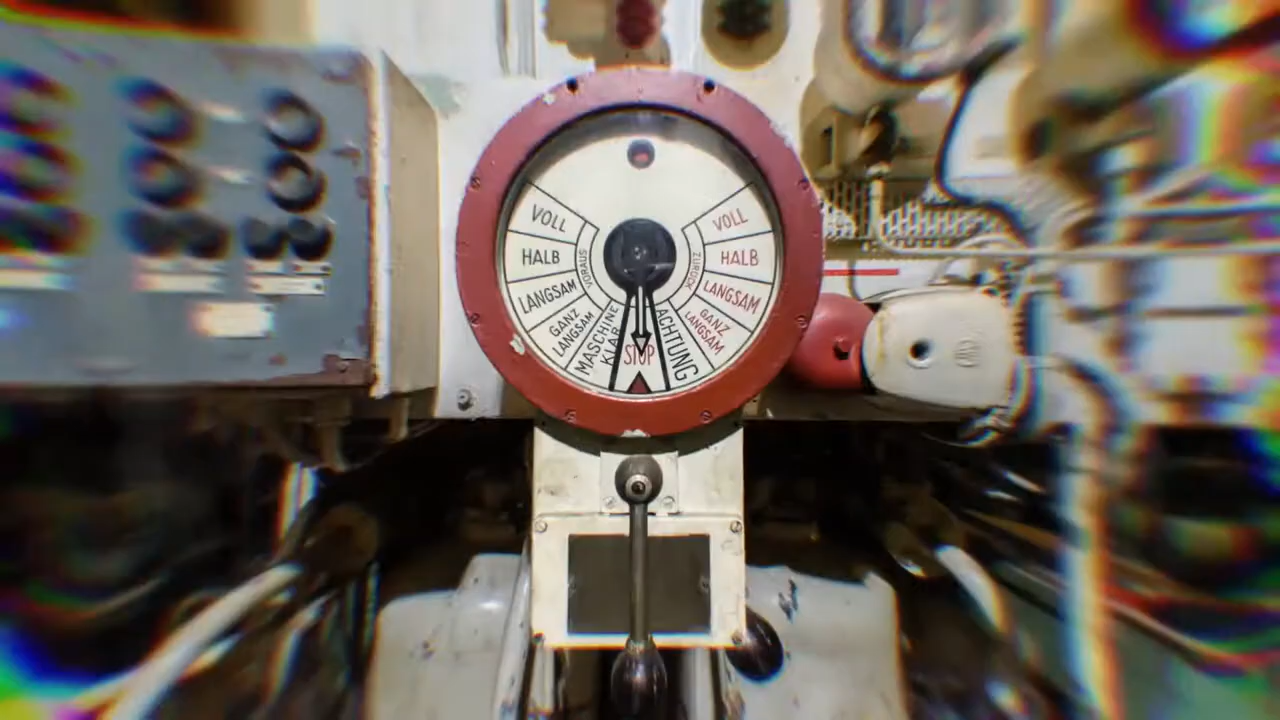 VOLL
HALB
LANGSAM
GANZ
LANGSAM
MASCHINE
KLAR
VORAUS
STOP
ACHTUNG
ZURÜCK
VOLL
HALB
LANGSAM
GANZ
LANGSAM